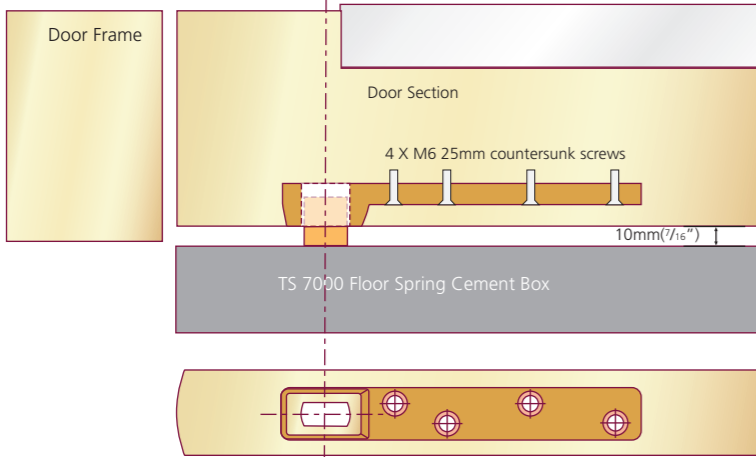 Door Frame
Door Section
4 X M6 25mm countersunk screws
10mm(7/16")
TS 7000 Floor Spring Cement Box